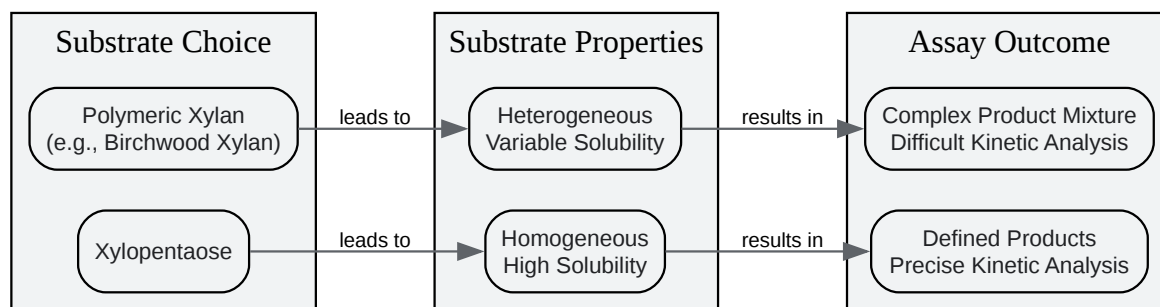 Substrate Choice
Substrate Properties
Assay Outcome
Polymeric Xylan
(e.g., Birchwood Xylan)
leads to
Heterogeneous
Variable Solubility
results in
Complex Product Mixture
Difficult Kinetic Analysis
Xylopentaose
leads to
Homogeneous
High Solubility
results in
Defined Products
Precise Kinetic Analysis